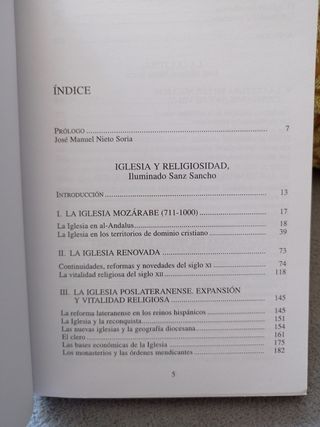 ÍNDICE
PRÓLOGO 7
José Manuel Nieto Soria
IGLESIA Y RELIGIOSIDAD,
Iluminado Sanz Sancho
INTRODUCCIÓN 13
I. LA IGLESIA MOZÁRABE (711-1000) 17
La Iglesia en al-Andalus 18
La Iglesia en los territorios de dominio cristiano 39
II. LA IGLESIA RENOVADA 73
Continuidades, reformas y novedades del siglo XI 74
La vitalidad religiosa del siglo XII 118
III. LA IGLESIA POSLATERANENSE. EXPANSIÓN
Y VITALIDAD RELIGIOSA 145
La reforma lateranense en los reinos hispánicos 145
La Iglesia y la reconquista 151
Las nuevas iglesias y la geografía diocesana 154
El clero 161
Las bases económicas de la Iglesia 175
Los monasterios y las órdenes mendicantes 182
5